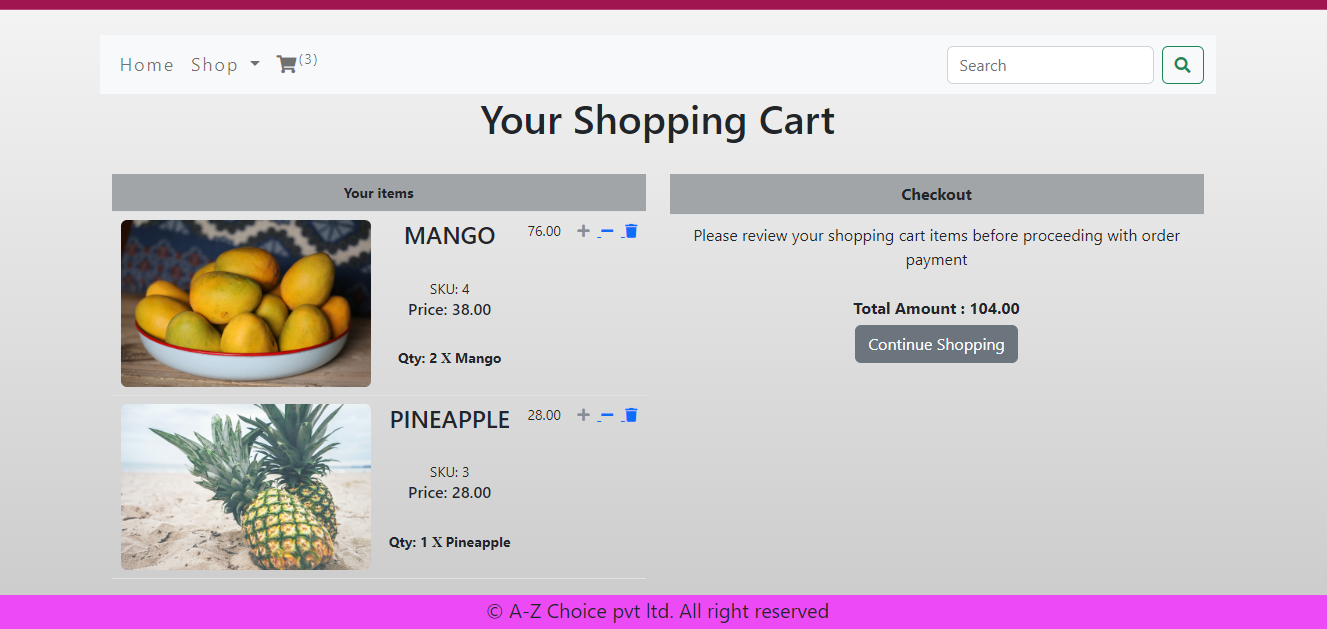 Home Shop (3) Search
Your Shopping Cart
Your items
MANGO 76.00
SKU: 4
Price: 38.00
Qty: 2 X Mango
PINEAPPLE 28.00
SKU: 3
Price: 28.00
Qty: 1 X Pineapple
Checkout
Please review your shopping cart items before proceeding with order
payment
Total Amount : 104.00
Continue Shopping
© A-Z Choice pvt ltd. All right reserved